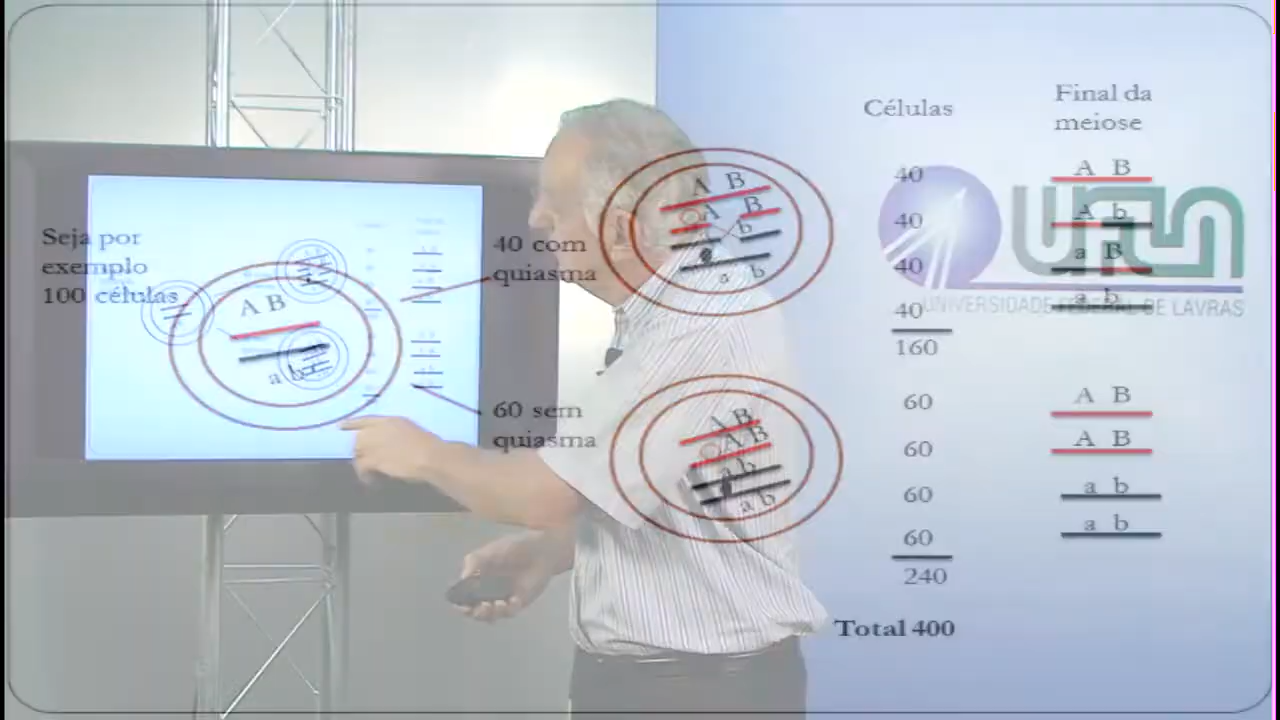 Células
Final da
meiose
Seja por
exemplo
100 células
A B
a b
40 com
quiasma
60 sem
quiasma
A B
A B
a b
a b
A B
A B
a b
a b
40
40
40
40
160
60
60
60
60
240
Total 400
A B
A b
a B
a b
A B
A B
a b
a b
UFLA
UNIVERSIDADE FEDERAL DE LAVRAS